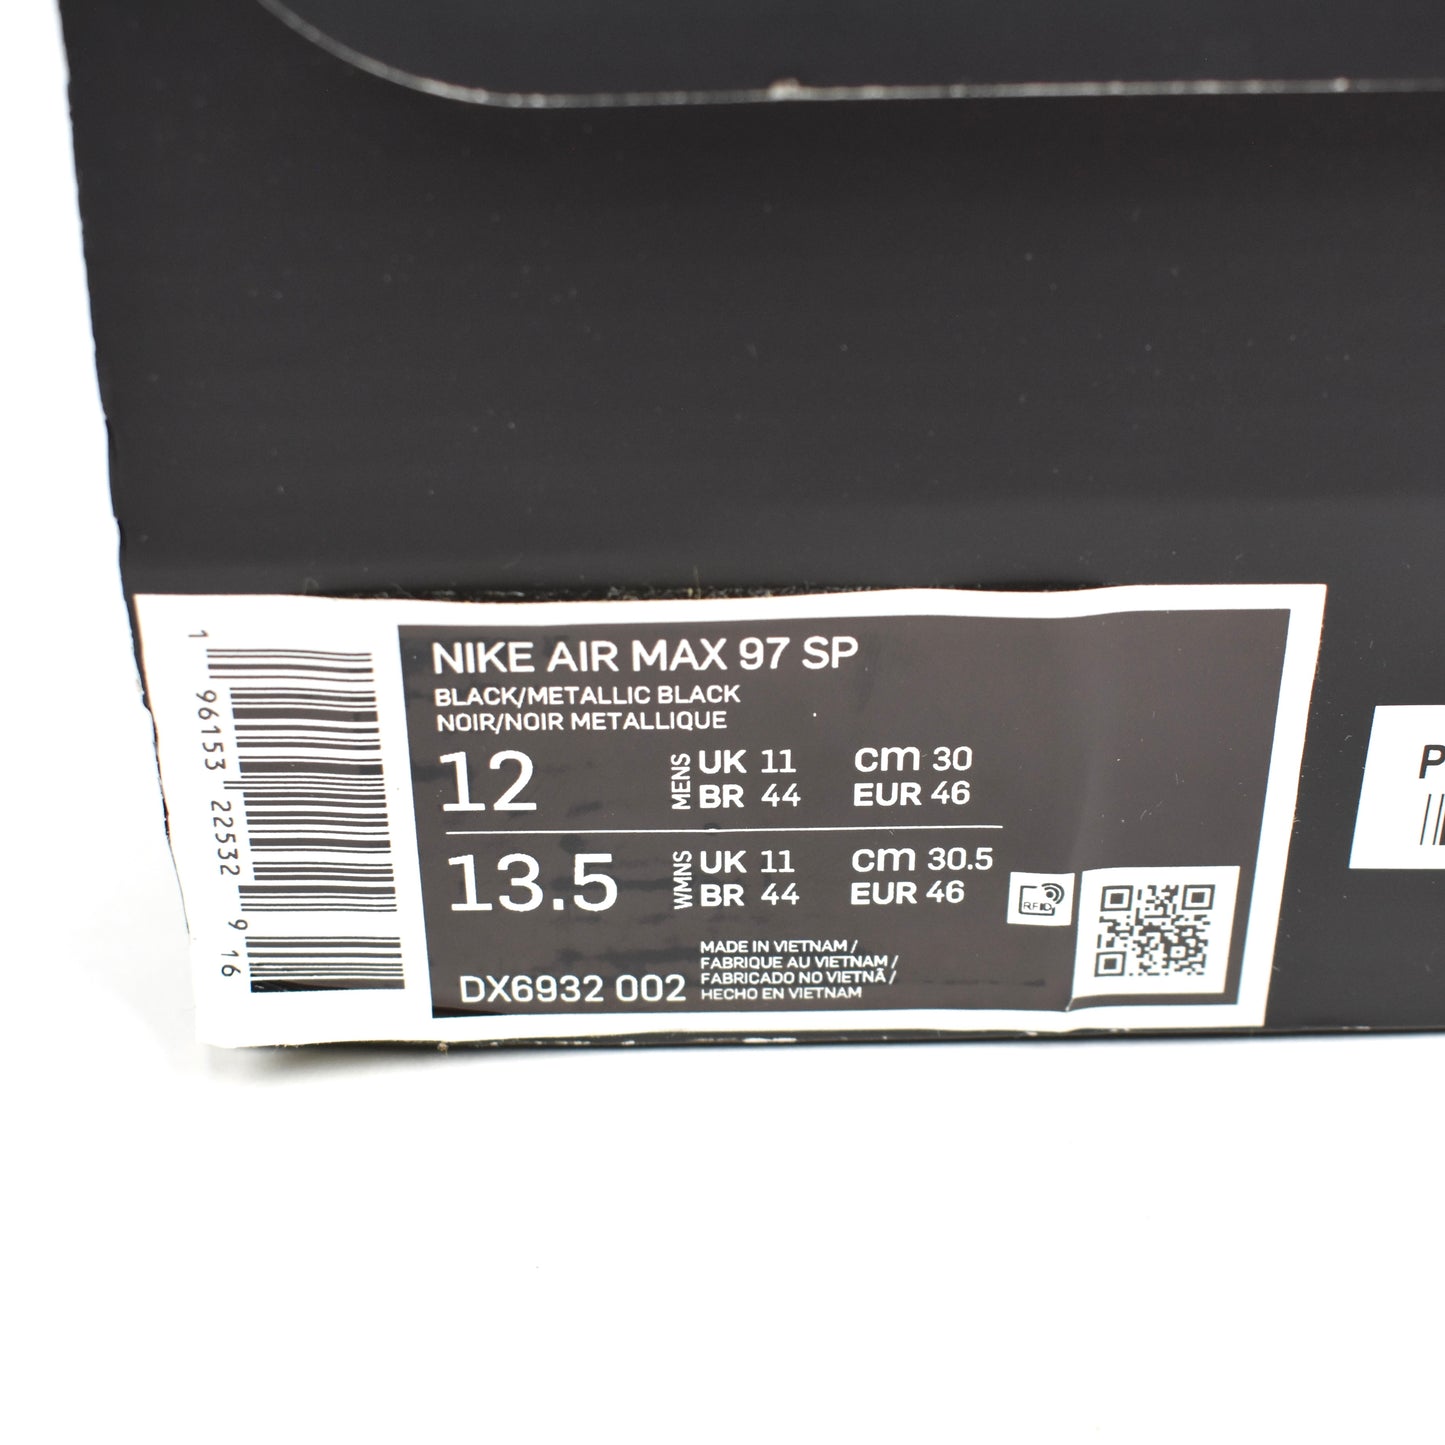 1 96153 22532 9 16
NIKE AIR MAX 97 SP
BLACK/METALLIC BLACK
NOIR/NOIR METALLIQUE
12 MENS UK 11 cm 30
BR 44 EUR 46
13.5 WMNS UK 11 cm 30.5
BR 44 EUR 46
RFID
MADE IN VIETNAM /
FABRIQUE AU VIETNAM /
FABRICADO NO VIETNÃ /
HECHO EN VIETNAM
DX6932 002
P